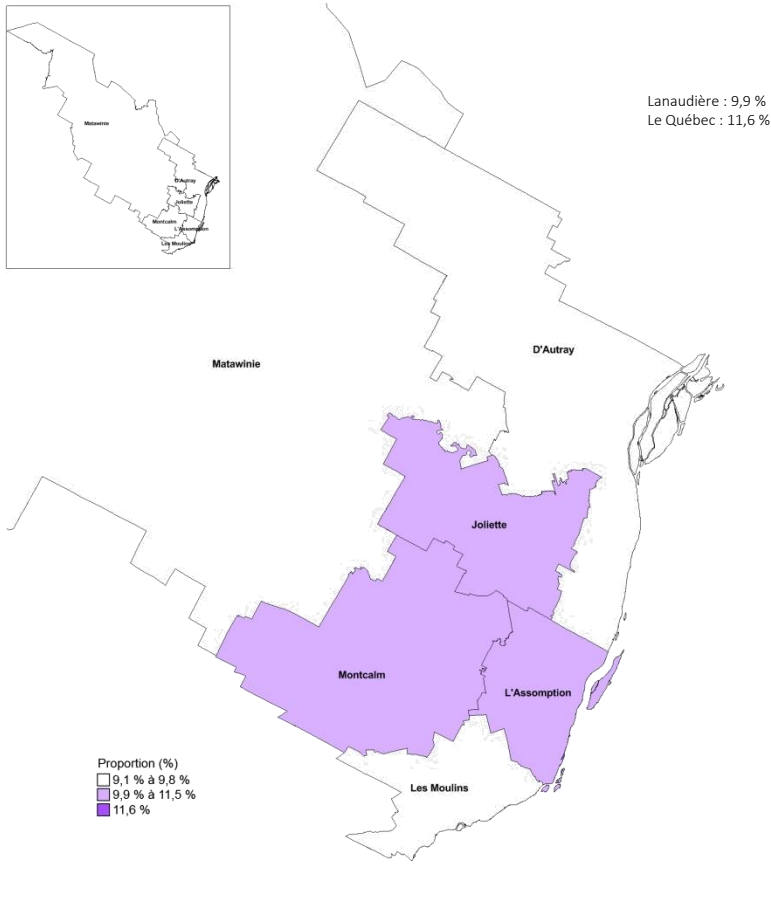 Matawinie
D'Autray
Joliette
Montcalm
L'Assomption
Les Moulins
Lanaudière : 9,9 %
Le Québec : 11,6 %
D'Autray
Matawinie
Joliette
Montcalm
L'Assomption
Les Moulins
Proportion (%)
9,1 % à 9,8 %
9,9 % à 11,5 %
11,6 %